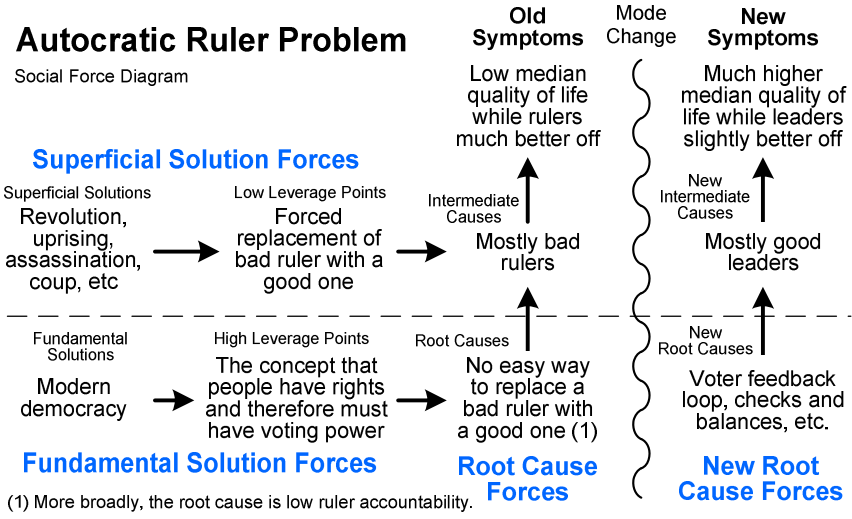 Autocratic Ruler Problem
Social Force Diagram
Old
Symptoms
Mode
Change
New
Symptoms
Low median
quality of life
while rulers
much better off
Much higher
median quality of
life while leaders
slightly better off
Superficial Solution Forces
Superficial Solutions
Revolution,
uprising,
assassination,
coup, etc
Low Leverage Points
Forced
replacement of
bad ruler with a
good one
Intermediate
Causes
Mostly bad
rulers
New
Intermediate
Causes
Mostly good
leaders
Fundamental
Solutions
Modern
democracy
High Leverage Points
The concept that
people have rights
and therefore must
have voting power
Root Causes
No easy way
to replace a
bad ruler with
a good one (1)
New
Root Causes
Voter feedback
loop, checks and
balances, etc.
Fundamental Solution Forces
Root Cause
Forces
New Root
Cause Forces
(1) More broadly, the root cause is low ruler accountability.